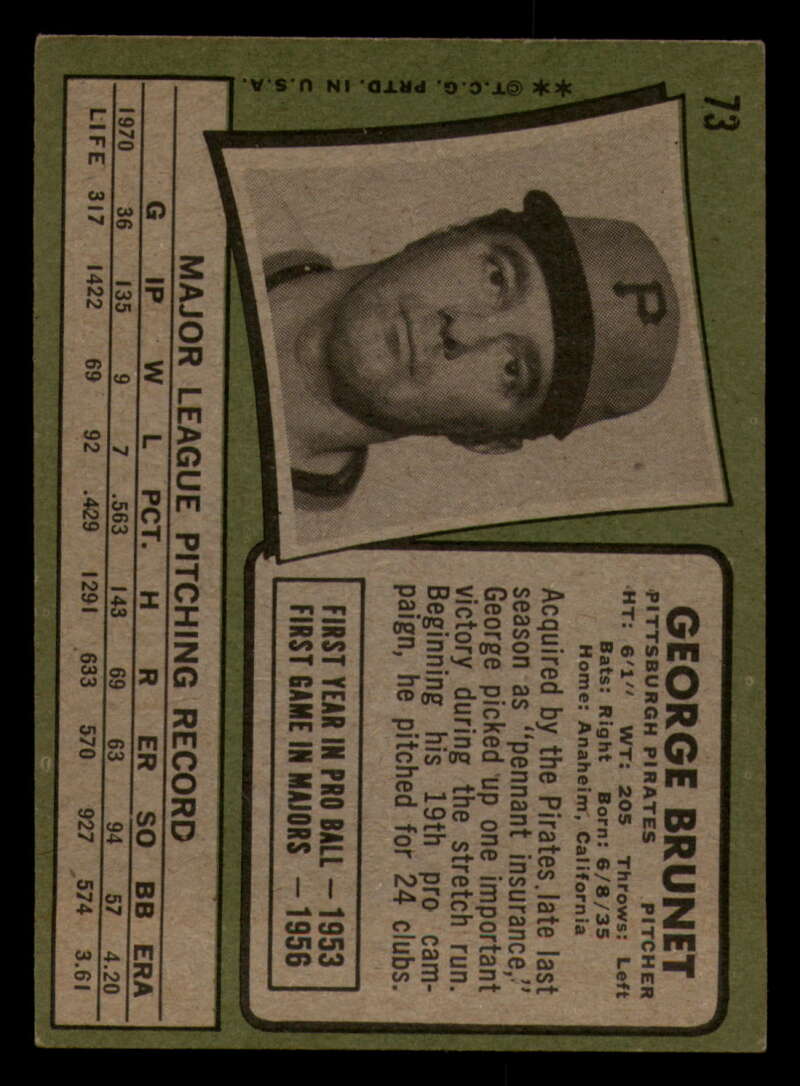 73
**©T.C.G. PRTD. IN U.S.A.
P
GEORGE BRUNET
PITTSBURGH PIRATES PITCHER
HT: 6'1" WT: 205 Throws: Left
Bats: Right Born: 6/8/35
Home: Anaheim, California
Acquired by the Pirates late last
season as "pennant insurance,"
George picked up one important
victory during the stretch run.
Beginning his 19th pro cam-
paign, he pitched for 24 clubs.
FIRST YEAR IN PRO BALL — 1953
FIRST GAME IN MAJORS — 1956
MAJOR LEAGUE PITCHING RECORD
G IP W L PCT. H R ER SO BB ERA
1970 36 135 9 7 .563 143 69 63 94 57 4.20
LIFE 317 1422 69 92 .429 1291 633 570 927 574 3.61